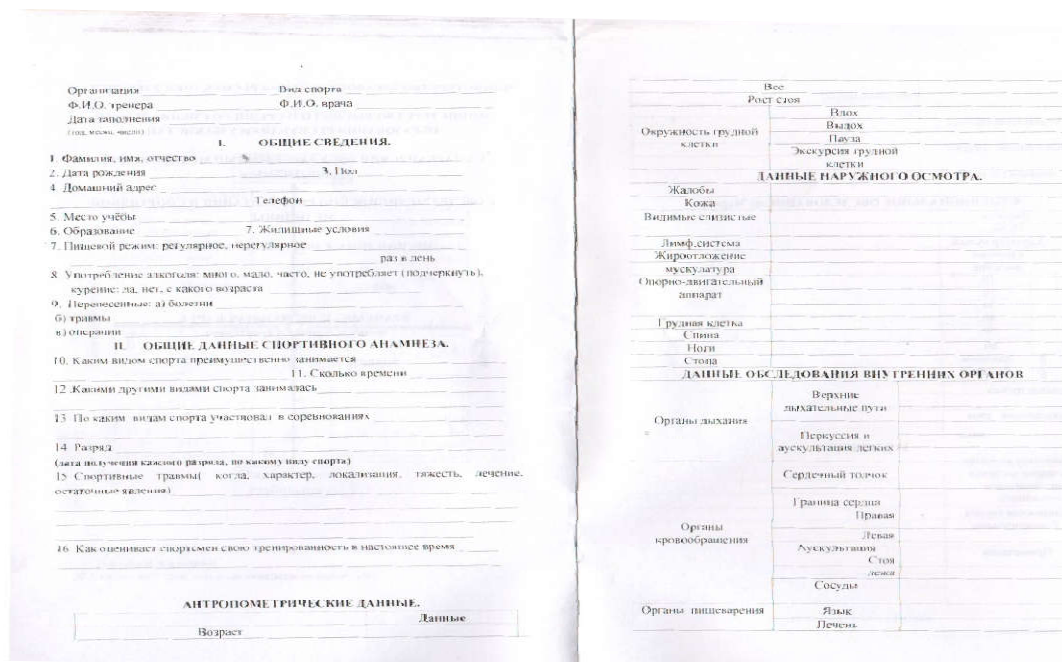 Организация Вид спорта
Ф.И.О. тренера Ф.И.О. врача
Дата заполнения
(год, месяц, число)
I. ОБЩИЕ СВЕДЕНИЯ.
1. Фамилия, имя, отчество
2. Дата рождения 3. Пол
4. Домашний адрес
Телефон
5. Место учёбы
6. Образование 7. Жилищные условия
7. Пищевой режим: регулярное, нерегулярное
раз в день
8. Употребление алкоголя: много, мало, часто, не употребляет (подчеркнуть),
курение: да, нет, с какого возраста
9. Перенесенные: а) болезни
б) травмы
в) операции
II. ОБЩИЕ ДАННЫЕ СПОРТИВНОГО АНАМНЕЗА.
10. Каким видом спорта преимущественно занимается
11. Сколько времени
12. Какими другими видами спорта занималась
13. По каким видам спорта участвовал в соревнованиях
14. Разряд
(дата получения каждого разряда, по какому виду спорта)
15. Спортивные травмы( когда, характер, локализация, тяжесть, лечение,
остаточные явления)
16. Как оценивает спортсмен свою тренированность в настоящее время
АНТРОПОМЕТРИЧЕСКИЕ ДАННЫЕ.
Данные
Возраст
Вес
Рост стоя
Окружность грудной клетки
Вдох
Выдох
Пауза
Экскурсия грудной
клетки
ДАННЫЕ НАРУЖНОГО ОСМОТРА.
Жалобы
Кожа
Видимые слизистые
Лимф.система
Жироотложение
мускулатура
Опорно-двигательный
аппарат
Грудная клетка
Спина
Ноги
Стопа
ДАННЫЕ ОБСЛЕДОВАНИЯ ВНУТРЕННИХ ОРГАНОВ
Органы дыхания
Верхние
дыхательные пути
Перкуссия и
аускультация легких
Органы
кровообращения
Сердечный толчок
Граница сердца
Правая
Левая
Аускультация
Стоя
лежа
Сосуды
Органы пищеварения
Язык
Печень